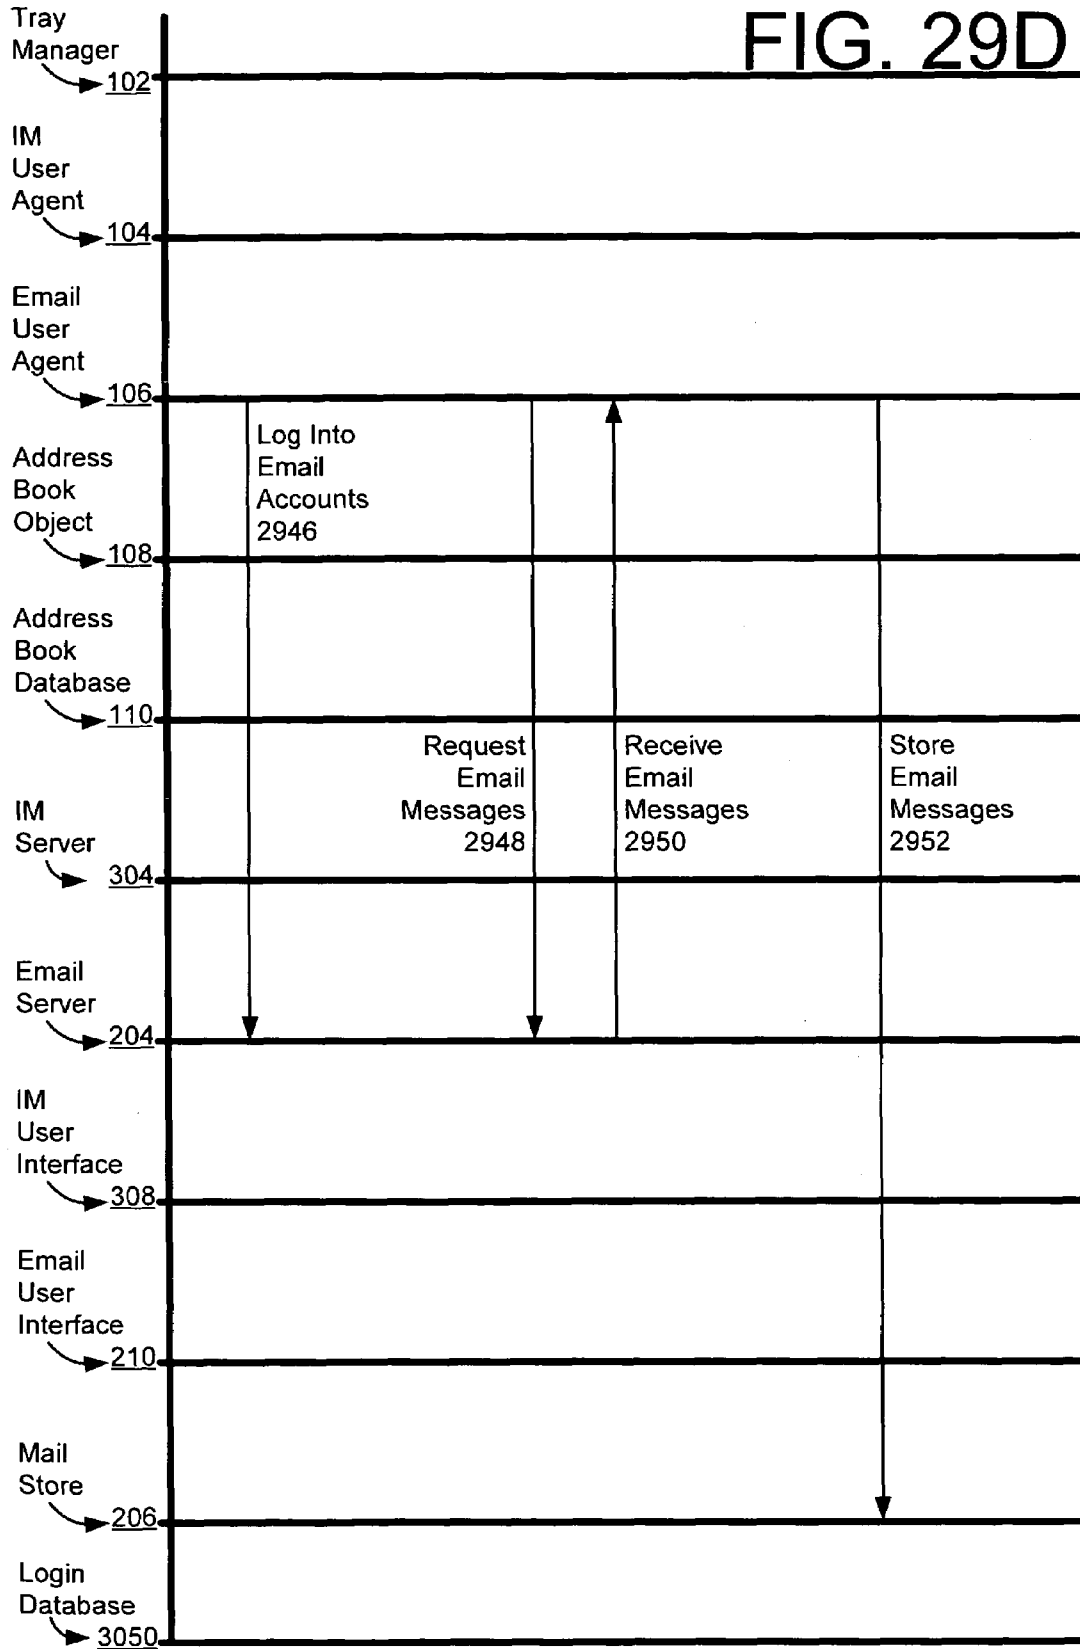 FIG. 29D
Tray
Manager
102
IM
User
Agent
104
Email
User
Agent
106
Log Into
Email
Accounts
2946
Address
Book
Object
108
Address
Book
Database
110
Request
Email
Messages
2948
Receive
Email
Messages
2950
Store
Email
Messages
2952
IM
Server
304
Email
Server
204
IM
User
Interface
308
Email
User
Interface
210
Mail
Store
206
Login
Database
3050